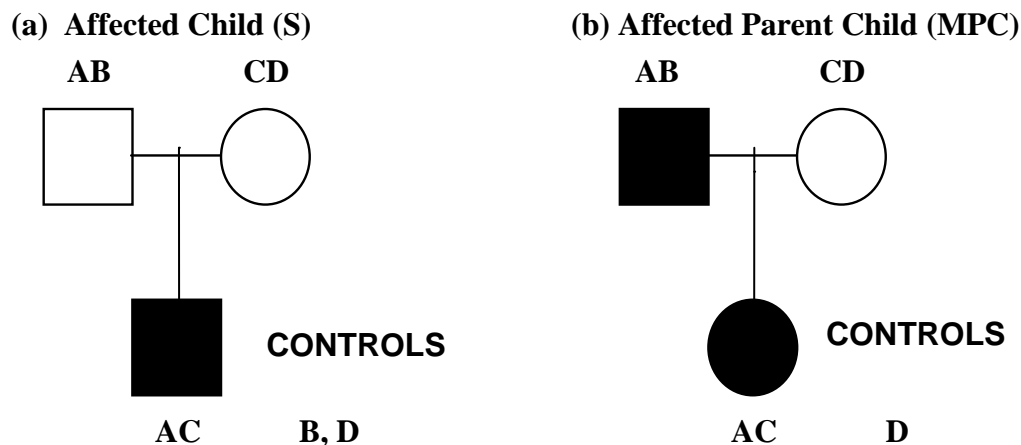 (a) Affected Child (S)
AB CD
CONTROLS
AC B, D
(b) Affected Parent Child (MPC)
AB CD
CONTROLS
AC D